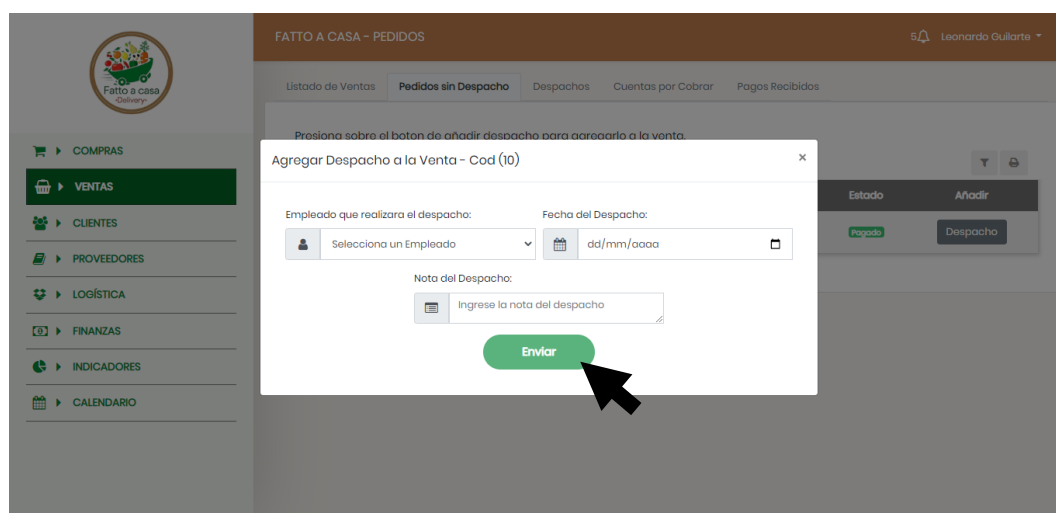 FATTO A CASA - PEDIDOS
5
Leonardo Guilarte
Fatto a casa
-Delivery-
Listado de Ventas
Pedidos sin Despacho
Despachos
Cuentas por Cobrar
Pagos Recibidos
Presiona sobre el boton de añadir despacho para agregarlo a la venta.
COMPRAS
VENTAS
CLIENTES
PROVEEDORES
LOGÍSTICA
FINANZAS
INDICADORES
CALENDARIO
Agregar Despacho a la Venta - Cod (10)
×
Estado
Añadir
Pagado
Despacho
Empleado que realizara el despacho:
Fecha del Despacho:
Selecciona un Empleado
dd/mm/aaaa
Nota del Despacho:
Ingrese la nota del despacho
Enviar